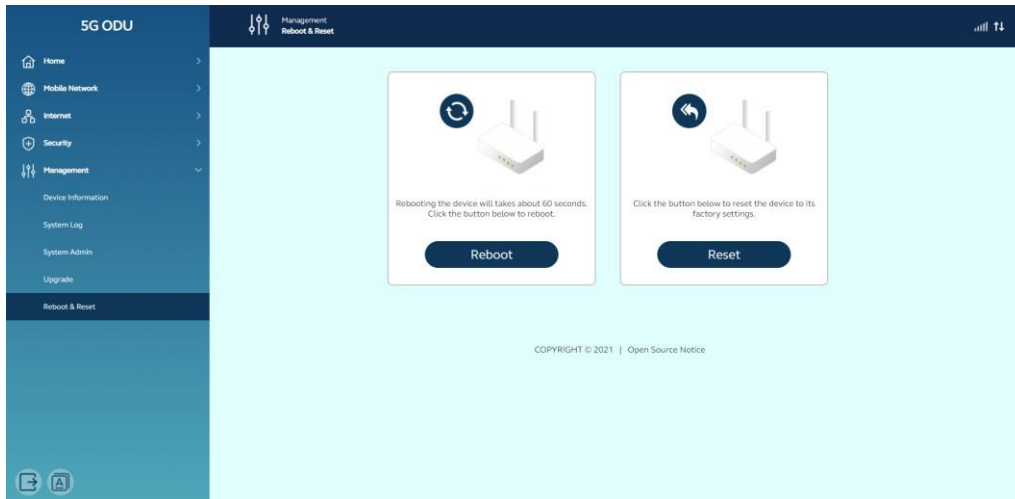 5G ODU
Management
Reboot & Reset
Home
Mobile Network
Internet
Security
Management
Device Information
System Log
System Admin
Upgrade
Reboot & Reset
Rebooting the device will takes about 60 seconds.
Click the button below to reboot.
Reboot
Click the button below to reset the device to its
factory settings.
Reset
COPYRIGHT © 2021 | Open Source Notice
A